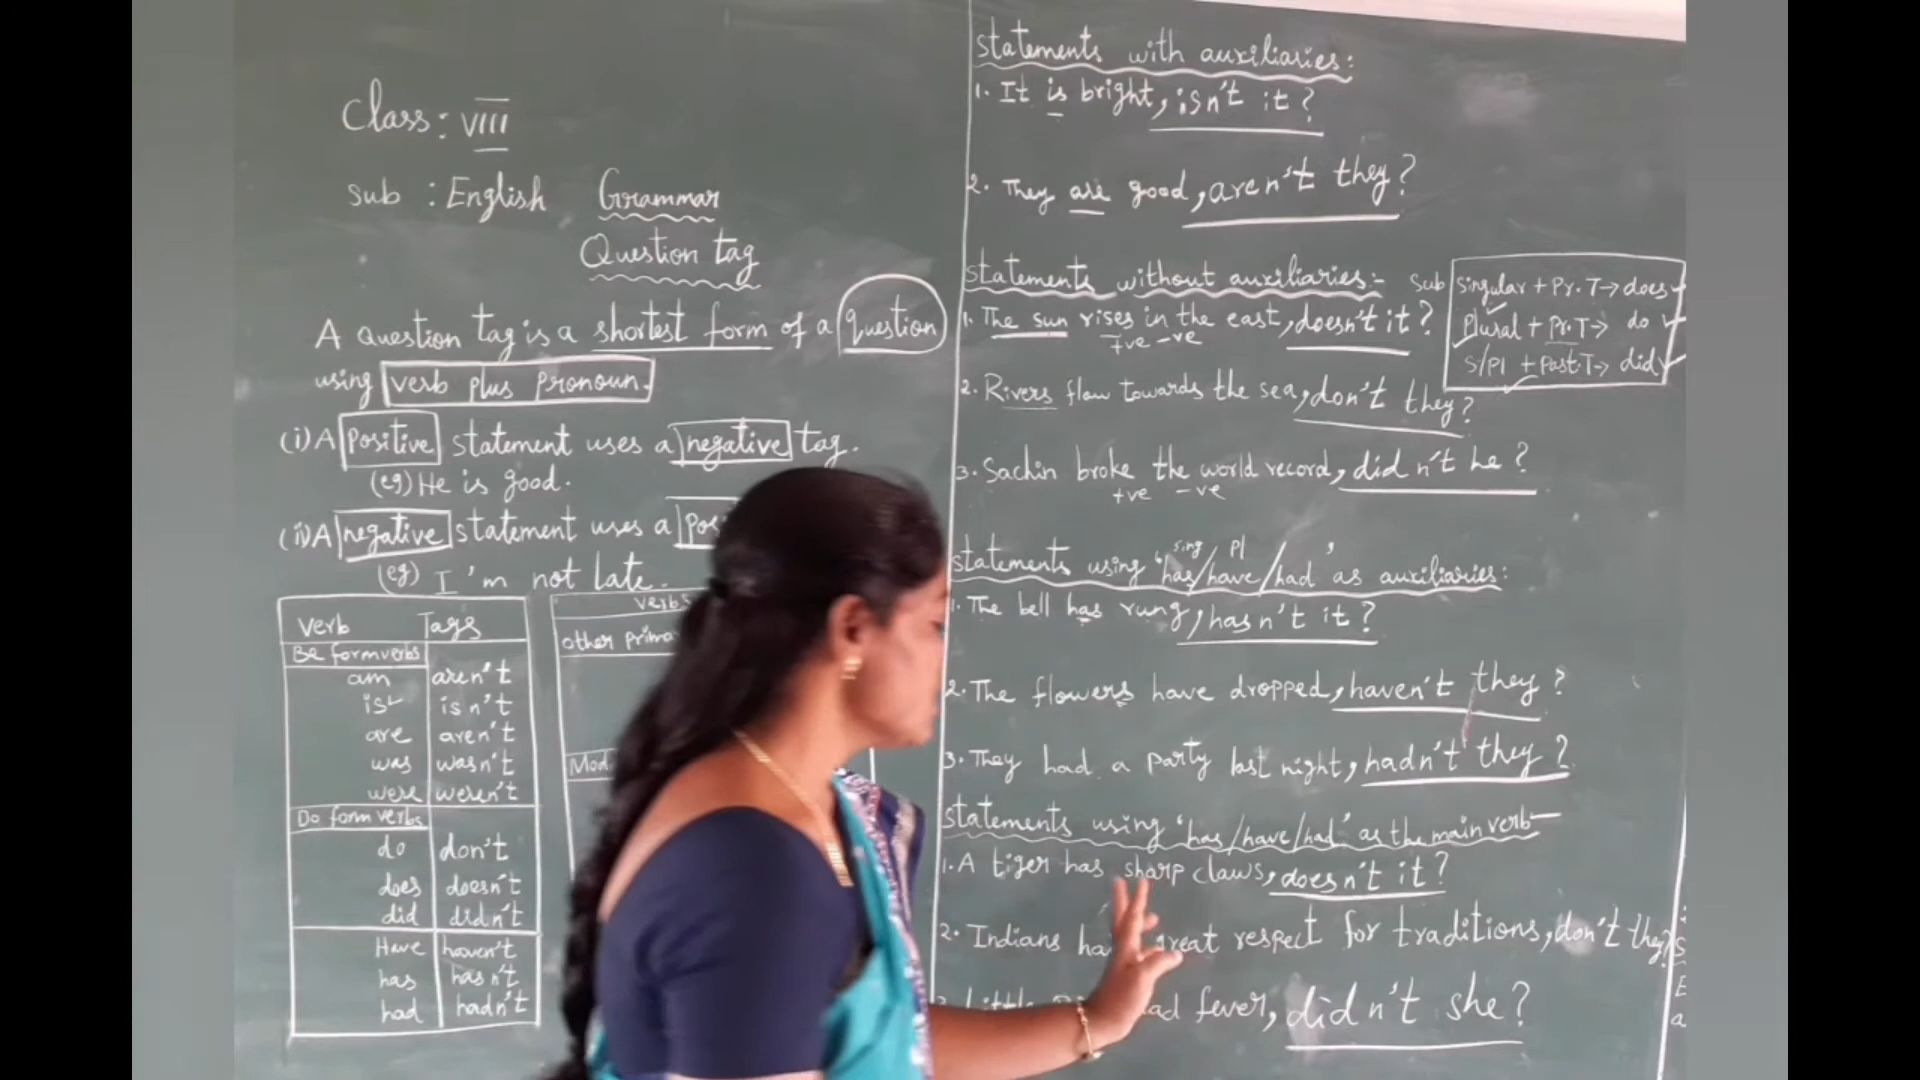 Class: VIII
Sub : English Grammar
Question tag
A Question tag is a shortest form of a question
using verb plus pronoun.
(i) A Positive statement uses a negative tag.
(eg) He is good.
(ii) A negative statement uses a
(eg) I'm not late.
Verb Tags
Be form verbs
am aren't
is isn't
are aren't
was wasn't
were weren't
Do form verbs
do don't
does doesn't
did didn't
Have haven't
has hasn't
had hadn't
verbs
other
statements with auxiliaries:
1. It is bright, isn't it?
2. They are good, aren't they?
statements without auxiliaries:-
1. The sun rises in the east, doesn't it?
+ve -ve
2. Rivers flow towards the sea, don't they?
3. Sachin broke the world record, didn't he?
+ve -ve
Sub Singular + Pr. T → does
Plural + Pr. T → do
S/Pl + Past. T → did
sing pl
statements using 'has/have/had' as auxiliaries:
1. The bell has rung, hasn't it?
2. The flowers have dropped, haven't they?
3. They had a party last night, hadn't they?
statements using 'has/have/had' as the main verb-
1. A tiger has sharp claws, doesn't it?
2. Indians great respect for traditions, don't they?
fever, didn't she?